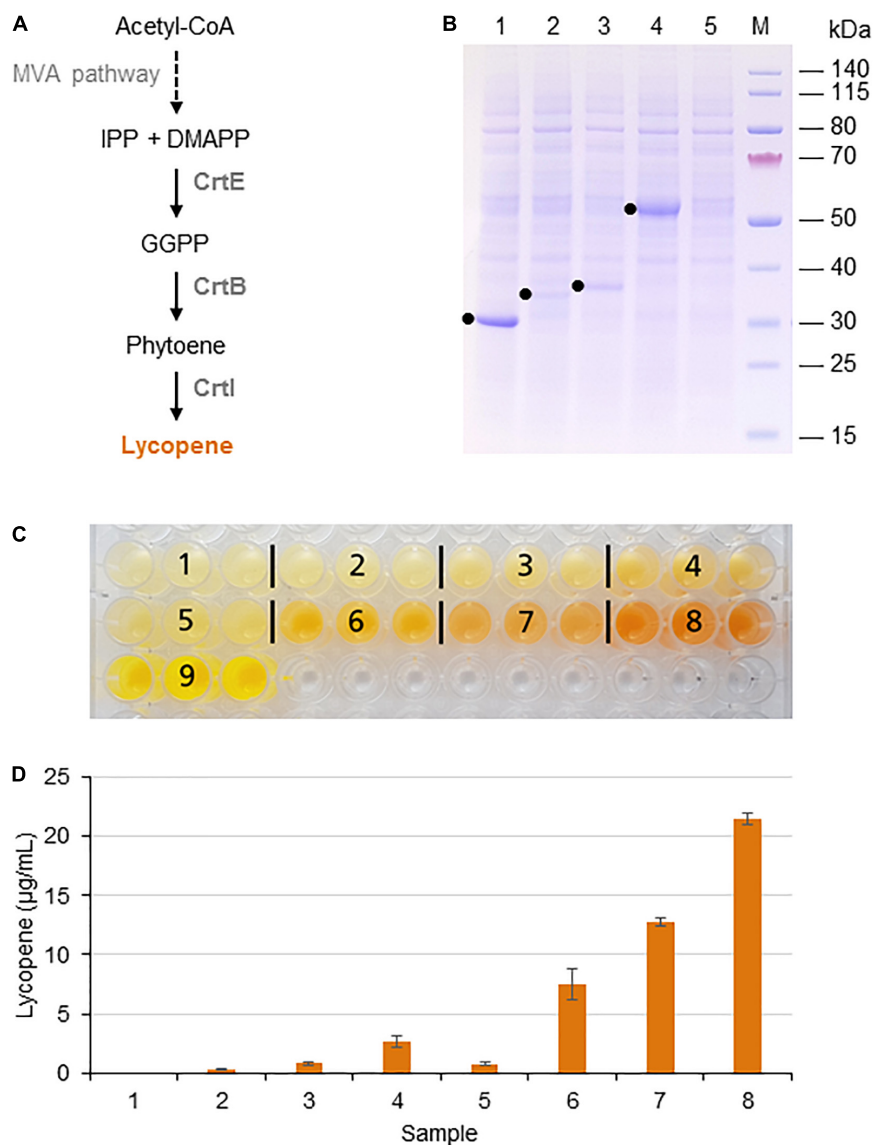 A
Acetyl-CoA
MVA pathway
IPP + DMAPP
CrtE
GGPP
CrtB
Phytoene
CrtI
Lycopene
B
1 2 3 4 5 M kDa
140
115
80
70
50
40
30
25
15
C
1 2 3 4
5 6 7 8
9
D
25
20
15
10
5
0
Lycopene (µg/mL)
1 2 3 4 5 6 7 8
Sample